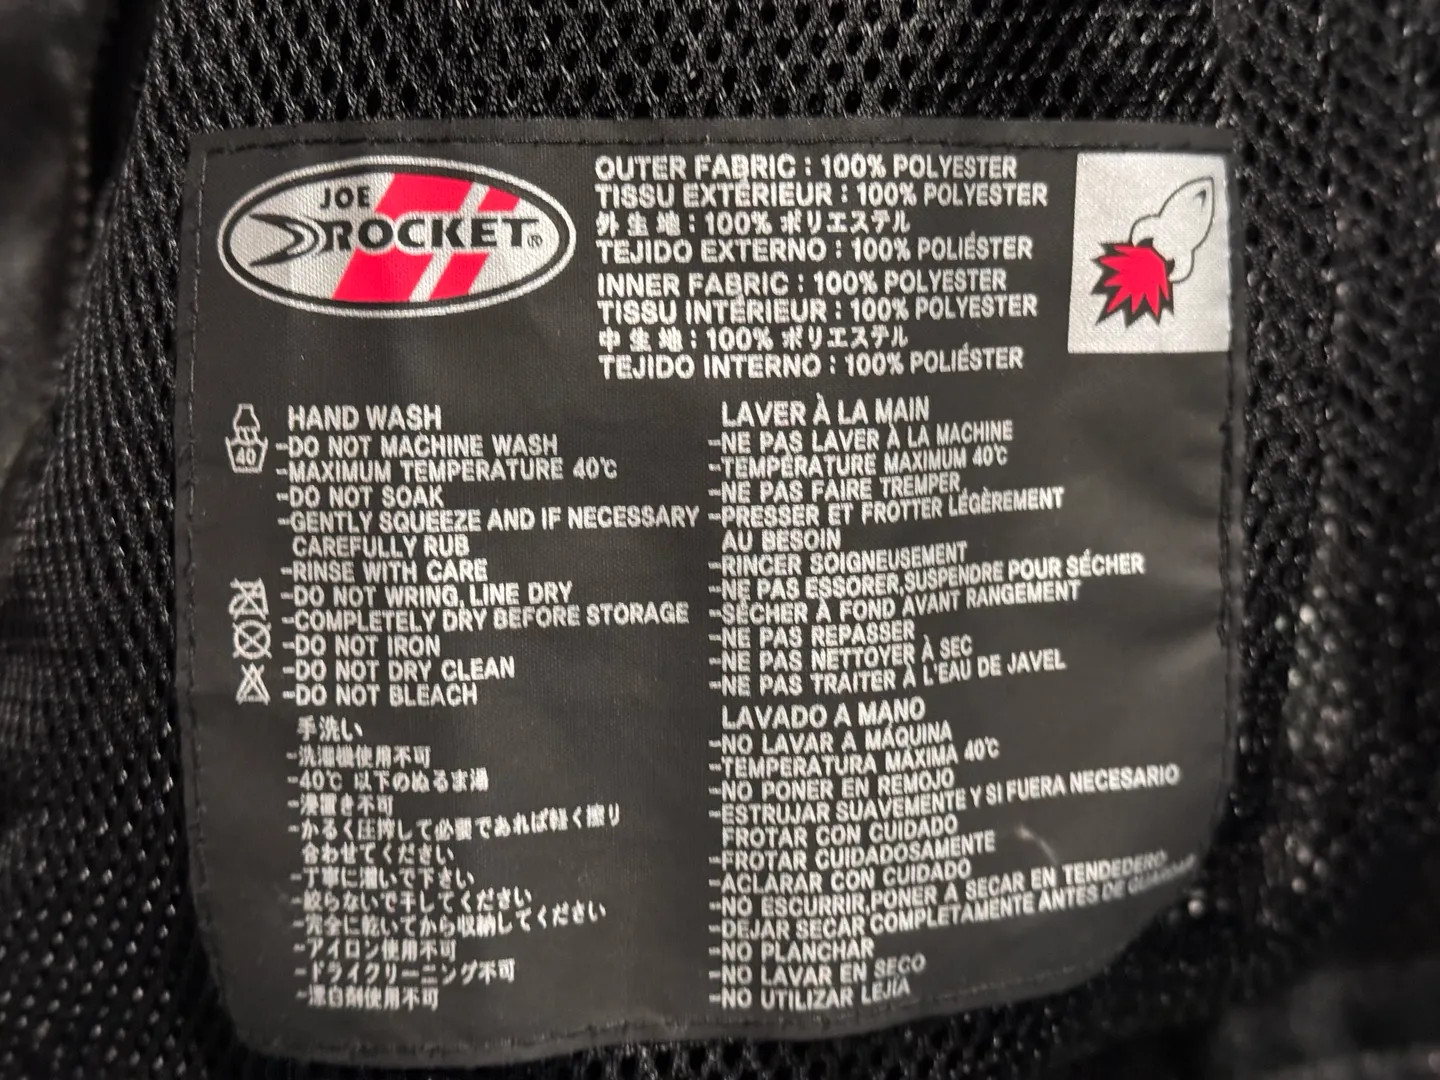 JOE
ROCKET®
OUTER FABRIC : 100% POLYESTER
TISSU EXTÉRIEUR : 100% POLYESTER
外生地 : 100% ポリエステル
TEJIDO EXTERNO : 100% POLIÉSTER
INNER FABRIC : 100% POLYESTER
TISSU INTÉRIEUR : 100% POLYESTER
中生地 : 100% ポリエステル
TEJIDO INTERNO : 100% POLIÉSTER
40
HAND WASH
-DO NOT MACHINE WASH
-MAXIMUM TEMPERATURE 40℃
-DO NOT SOAK
-GENTLY SQUEEZE AND IF NECESSARY
CAREFULLY RUB
-RINSE WITH CARE
-DO NOT WRING, LINE DRY
-COMPLETELY DRY BEFORE STORAGE
-DO NOT IRON
-DO NOT DRY CLEAN
-DO NOT BLEACH
手洗い
-洗濯機使用不可
-40℃ 以下のぬるま湯
-浸置き不可
-かるく圧搾して必要であれば軽く擦り
合わせてください
-丁寧に濯いで下さい
-絞らないで干してください
-完全に乾いてから収納してください
-アイロン使用不可
-ドライクリーニング不可
-漂白剤使用不可
LAVER À LA MAIN
-NE PAS LAVER À LA MACHINE
-TEMPÉRATURE MAXIMUM 40℃
-NE PAS FAIRE TREMPER
-PRESSER ET FROTTER LÉGÈREMENT
AU BESOIN
-RINCER SOIGNEUSEMENT
-NE PAS ESSORER,SUSPENDRE POUR SÉCHER
-SÉCHER À FOND AVANT RANGEMENT
-NE PAS REPASSER
-NE PAS NETTOYER À SEC
-NE PAS TRAITER À L'EAU DE JAVEL
LAVADO A MANO
-NO LAVAR A MÁQUINA
-TEMPERATURA MÁXIMA 40℃
-NO PONER EN REMOJO
-ESTRUJAR SUAVEMENTE Y SI FUERA NECESARIO
FROTAR CON CUIDADO
-FROTAR CUIDADOSAMENTE
-ACLARAR CON CUIDADO
-NO ESCURRIR,PONER A SECAR EN TENDEDERO
-DEJAR SECAR COMPLETAMENTE ANTES DE
-NO PLANCHAR
-NO LAVAR EN SECO
-NO UTILIZAR LEJÍA